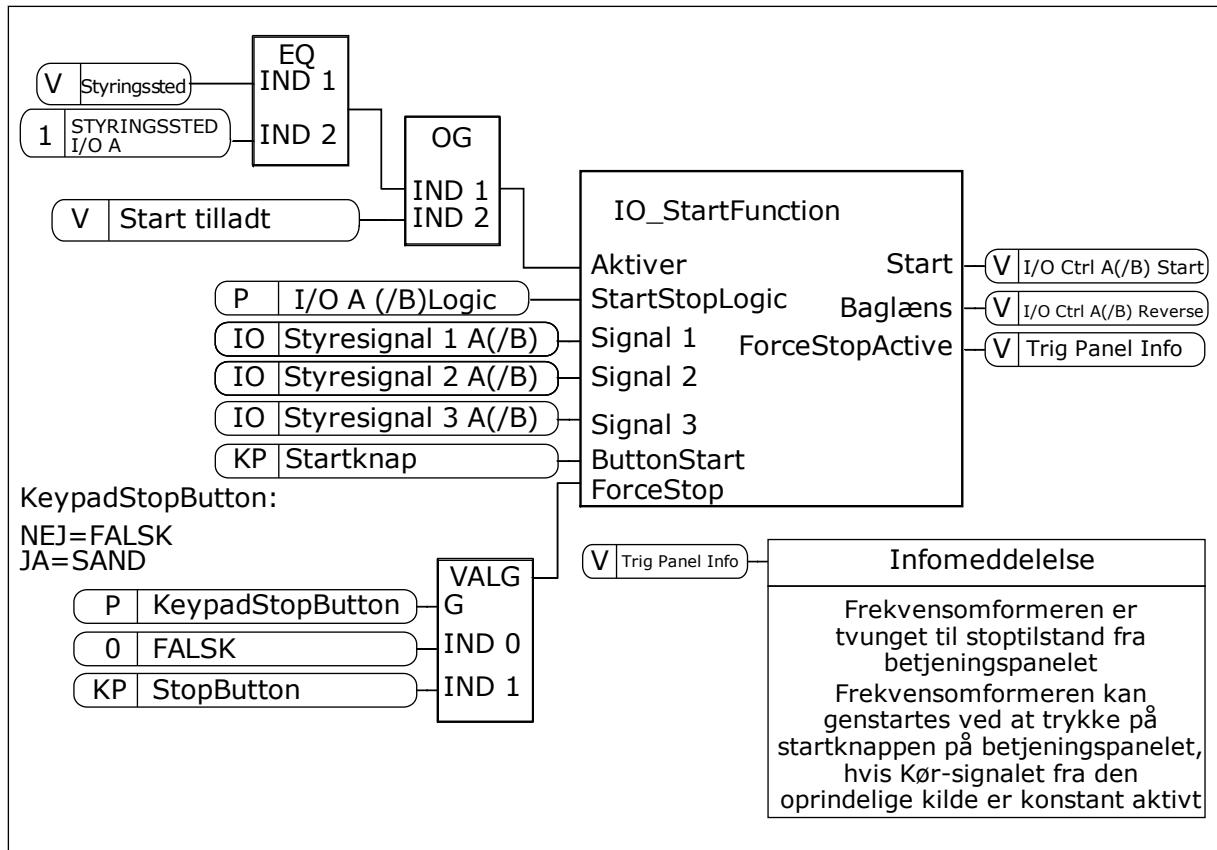 EQ
V Styringssted
IND 1
1 STYRINGSSTED
I/O A
IND 2
OG
IND 1
IND 2
V Start tilladt
IO_StartFunction
Aktiver
StartStopLogic
Signal 1
Signal 2
Signal 3
ButtonStart
ForceStop
Start
Baglæns
ForceStopActive
V I/O Ctrl A(/B) Start
V I/O Ctrl A(/B) Reverse
V Trig Panel Info
P I/O A (/B)Logic
IO Styresignal 1 A(/B)
IO Styresignal 2 A(/B)
IO Styresignal 3 A(/B)
KP Startknap
KeypadStopButton:
NEJ=FALSK
JA=SAND
VALG
G
IND 0
IND 1
P KeypadStopButton
0 FALSK
KP StopButton
V Trig Panel Info
Infomeddelelse
Frekvensomformeren er
tvunget til stoptilstand fra
betjeningspanelet
Frekvensomformeren kan
genstartes ved at trykke på
startknappen på betjeningspanelet,
hvis Kør-signalet fra den
oprindelige kilde er konstant aktivt